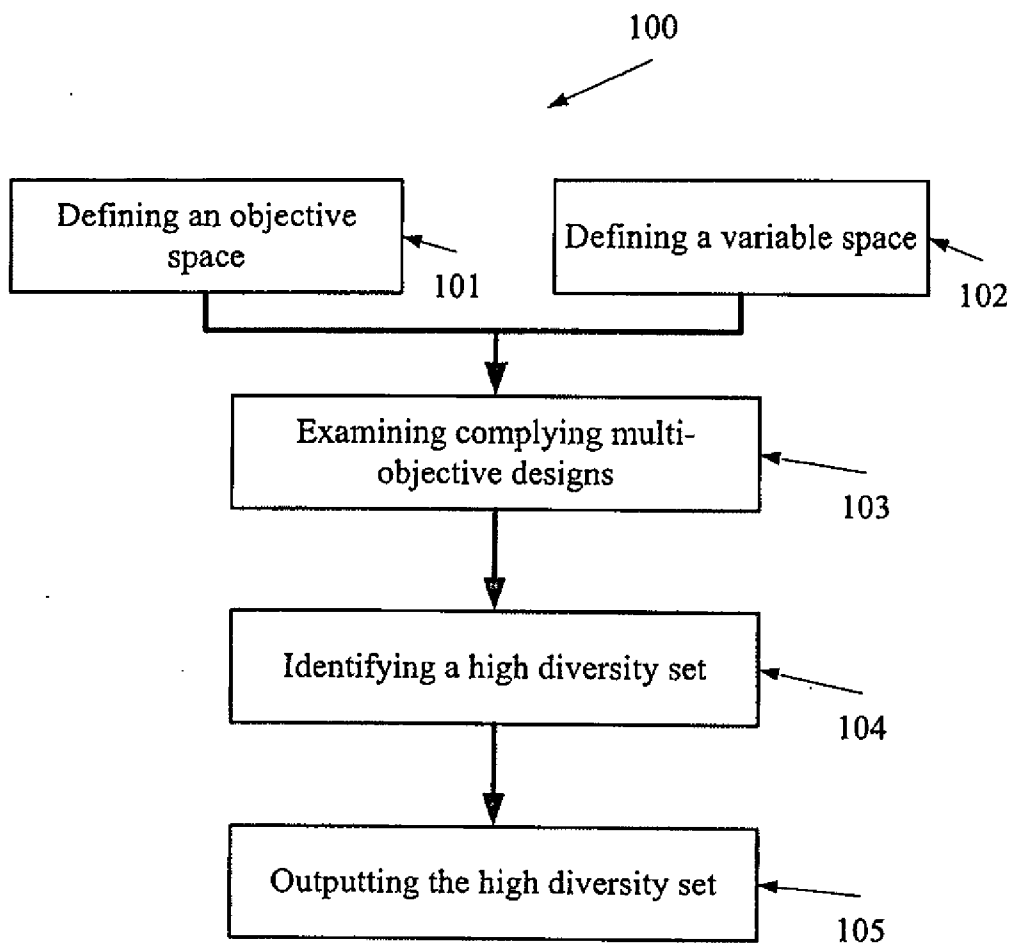 100
Defining an objective
space
101
Defining a variable space
102
Examining complying multi-
objective designs
103
Identifying a high diversity set
104
Outputting the high diversity set
105